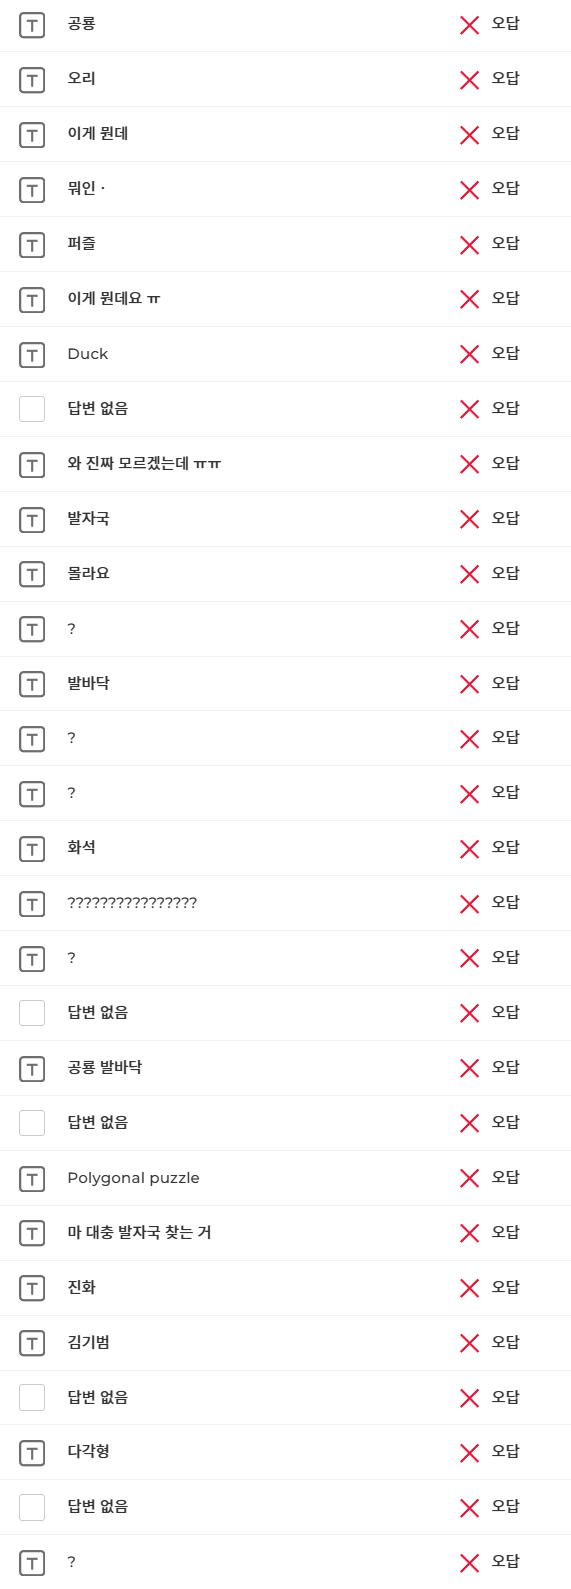 공룡 오답
오리 오답
이게 뭔데 오답
뭐인ᆞ 오답
퍼즐 오답
이게 뭔데요 ㅠ 오답
Duck 오답
답변 없음 오답
와 진짜 모르겠는데 ㅠㅠ 오답
발자국 오답
몰라요 오답
? 오답
발바닥 오답
? 오답
? 오답
화석 오답
???????????????? 오답
? 오답
답변 없음 오답
공룡 발바닥 오답
답변 없음 오답
Polygonal puzzle 오답
마 대충 발자국 찾는 거 오답
진화 오답
김기범 오답
답변 없음 오답
다각형 오답
답변 없음 오답
? 오답